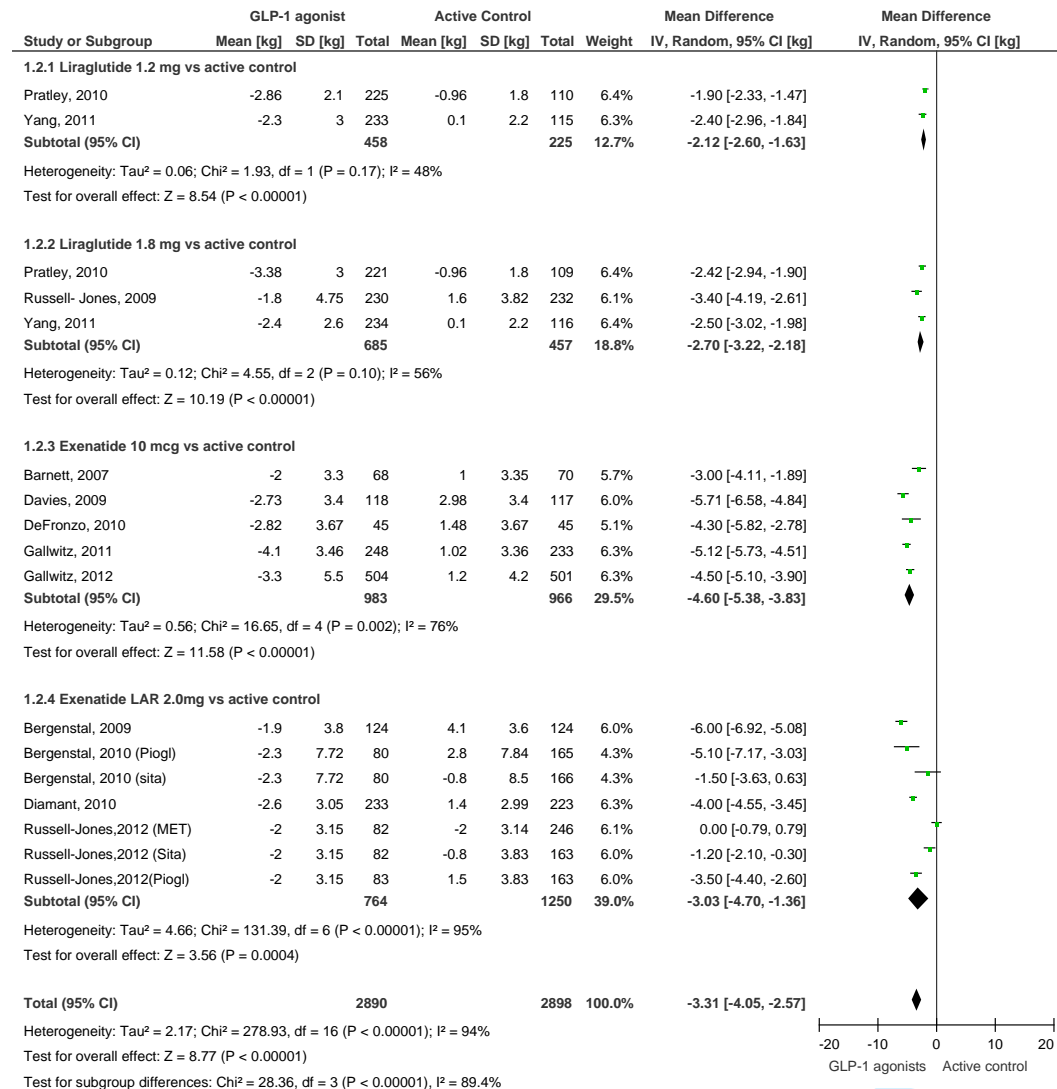 GLP-1 agonist Active Control Mean Difference Mean Difference
Study or Subgroup Mean [kg] SD [kg] Total Mean [kg] SD [kg] Total Weight IV, Random, 95% CI [kg] IV, Random, 95% CI [kg]
1.2.1 Liraglutide 1.2 mg vs active control
Pratley, 2010 -2.86 2.1 225 -0.96 1.8 110 6.4% -1.90 [-2.33, -1.47]
Yang, 2011 -2.3 3 233 0.1 2.2 115 6.3% -2.40 [-2.96, -1.84]
Subtotal (95% CI) 458 225 12.7% -2.12 [-2.60, -1.63]
Heterogeneity: Tau² = 0.06; Chi² = 1.93, df = 1 (P = 0.17); I² = 48%
Test for overall effect: Z = 8.54 (P < 0.00001)
1.2.2 Liraglutide 1.8 mg vs active control
Pratley, 2010 -3.38 3 221 -0.96 1.8 109 6.4% -2.42 [-2.94, -1.90]
Russell- Jones, 2009 -1.8 4.75 230 1.6 3.82 232 6.1% -3.40 [-4.19, -2.61]
Yang, 2011 -2.4 2.6 234 0.1 2.2 116 6.4% -2.50 [-3.02, -1.98]
Subtotal (95% CI) 685 457 18.8% -2.70 [-3.22, -2.18]
Heterogeneity: Tau² = 0.12; Chi² = 4.55, df = 2 (P = 0.10); I² = 56%
Test for overall effect: Z = 10.19 (P < 0.00001)
1.2.3 Exenatide 10 mcg vs active control
Barnett, 2007 -2 3.3 68 1 3.35 70 5.7% -3.00 [-4.11, -1.89]
Davies, 2009 -2.73 3.4 118 2.98 3.4 117 6.0% -5.71 [-6.58, -4.84]
DeFronzo, 2010 -2.82 3.67 45 1.48 3.67 45 5.1% -4.30 [-5.82, -2.78]
Gallwitz, 2011 -4.1 3.46 248 1.02 3.36 233 6.3% -5.12 [-5.73, -4.51]
Gallwitz, 2012 -3.3 5.5 504 1.2 4.2 501 6.3% -4.50 [-5.10, -3.90]
Subtotal (95% CI) 983 966 29.5% -4.60 [-5.38, -3.83]
Heterogeneity: Tau² = 0.56; Chi² = 16.65, df = 4 (P = 0.002); I² = 76%
Test for overall effect: Z = 11.58 (P < 0.00001)
1.2.4 Exenatide LAR 2.0mg vs active control
Bergenstal, 2009 -1.9 3.8 124 4.1 3.6 124 6.0% -6.00 [-6.92, -5.08]
Bergenstal, 2010 (Piogl) -2.3 7.72 80 2.8 7.84 165 4.3% -5.10 [-7.17, -3.03]
Bergenstal, 2010 (sita) -2.3 7.72 80 -0.8 8.5 166 4.3% -1.50 [-3.63, 0.63]
Diamant, 2010 -2.6 3.05 233 1.4 2.99 223 6.3% -4.00 [-4.55, -3.45]
Russell-Jones,2012 (MET) -2 3.15 82 -2 3.14 246 6.1% 0.00 [-0.79, 0.79]
Russell-Jones,2012 (Sita) -2 3.15 82 -0.8 3.83 163 6.0% -1.20 [-2.10, -0.30]
Russell-Jones,2012(Piogl) -2 3.15 83 1.5 3.83 163 6.0% -3.50 [-4.40, -2.60]
Subtotal (95% CI) 764 1250 39.0% -3.03 [-4.70, -1.36]
Heterogeneity: Tau² = 4.66; Chi² = 131.39, df = 6 (P < 0.00001); I² = 95%
Test for overall effect: Z = 3.56 (P = 0.0004)
Total (95% CI) 2890 2898 100.0% -3.31 [-4.05, -2.57]
Heterogeneity: Tau² = 2.17; Chi² = 278.93, df = 16 (P < 0.00001); I² = 94%
Test for overall effect: Z = 8.77 (P < 0.00001)
Test for subgroup differences: Chi² = 28.36, df = 3 (P < 0.00001), I² = 89.4%
-20 -10 0 10 20
GLP-1 agonists Active control